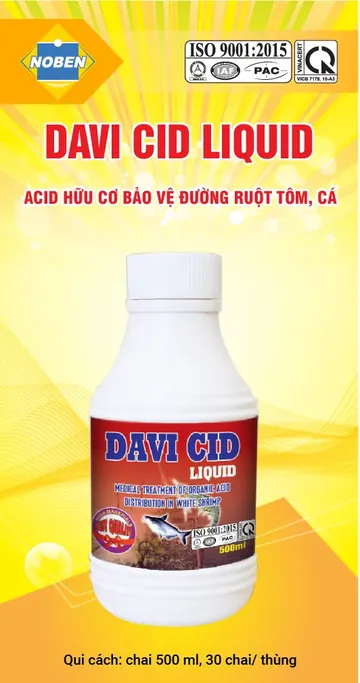 NOBEN
ISO 9001:2015
IAF
PAC
VINACERT
VICB 7178. 10-A3
DAVI CID LIQUID
ACID HỮU CƠ BẢO VỆ ĐƯỜNG RUỘT TÔM, CÁ
DAVI CID
LIQUID
MEDICAL TREATMENT OF ORGANIC ACID
DISTRIBUTION IN WHITE SHRIMP
ISO 9001:2015
500ml
Qui cách: chai 500 ml, 30 chai/ thùng